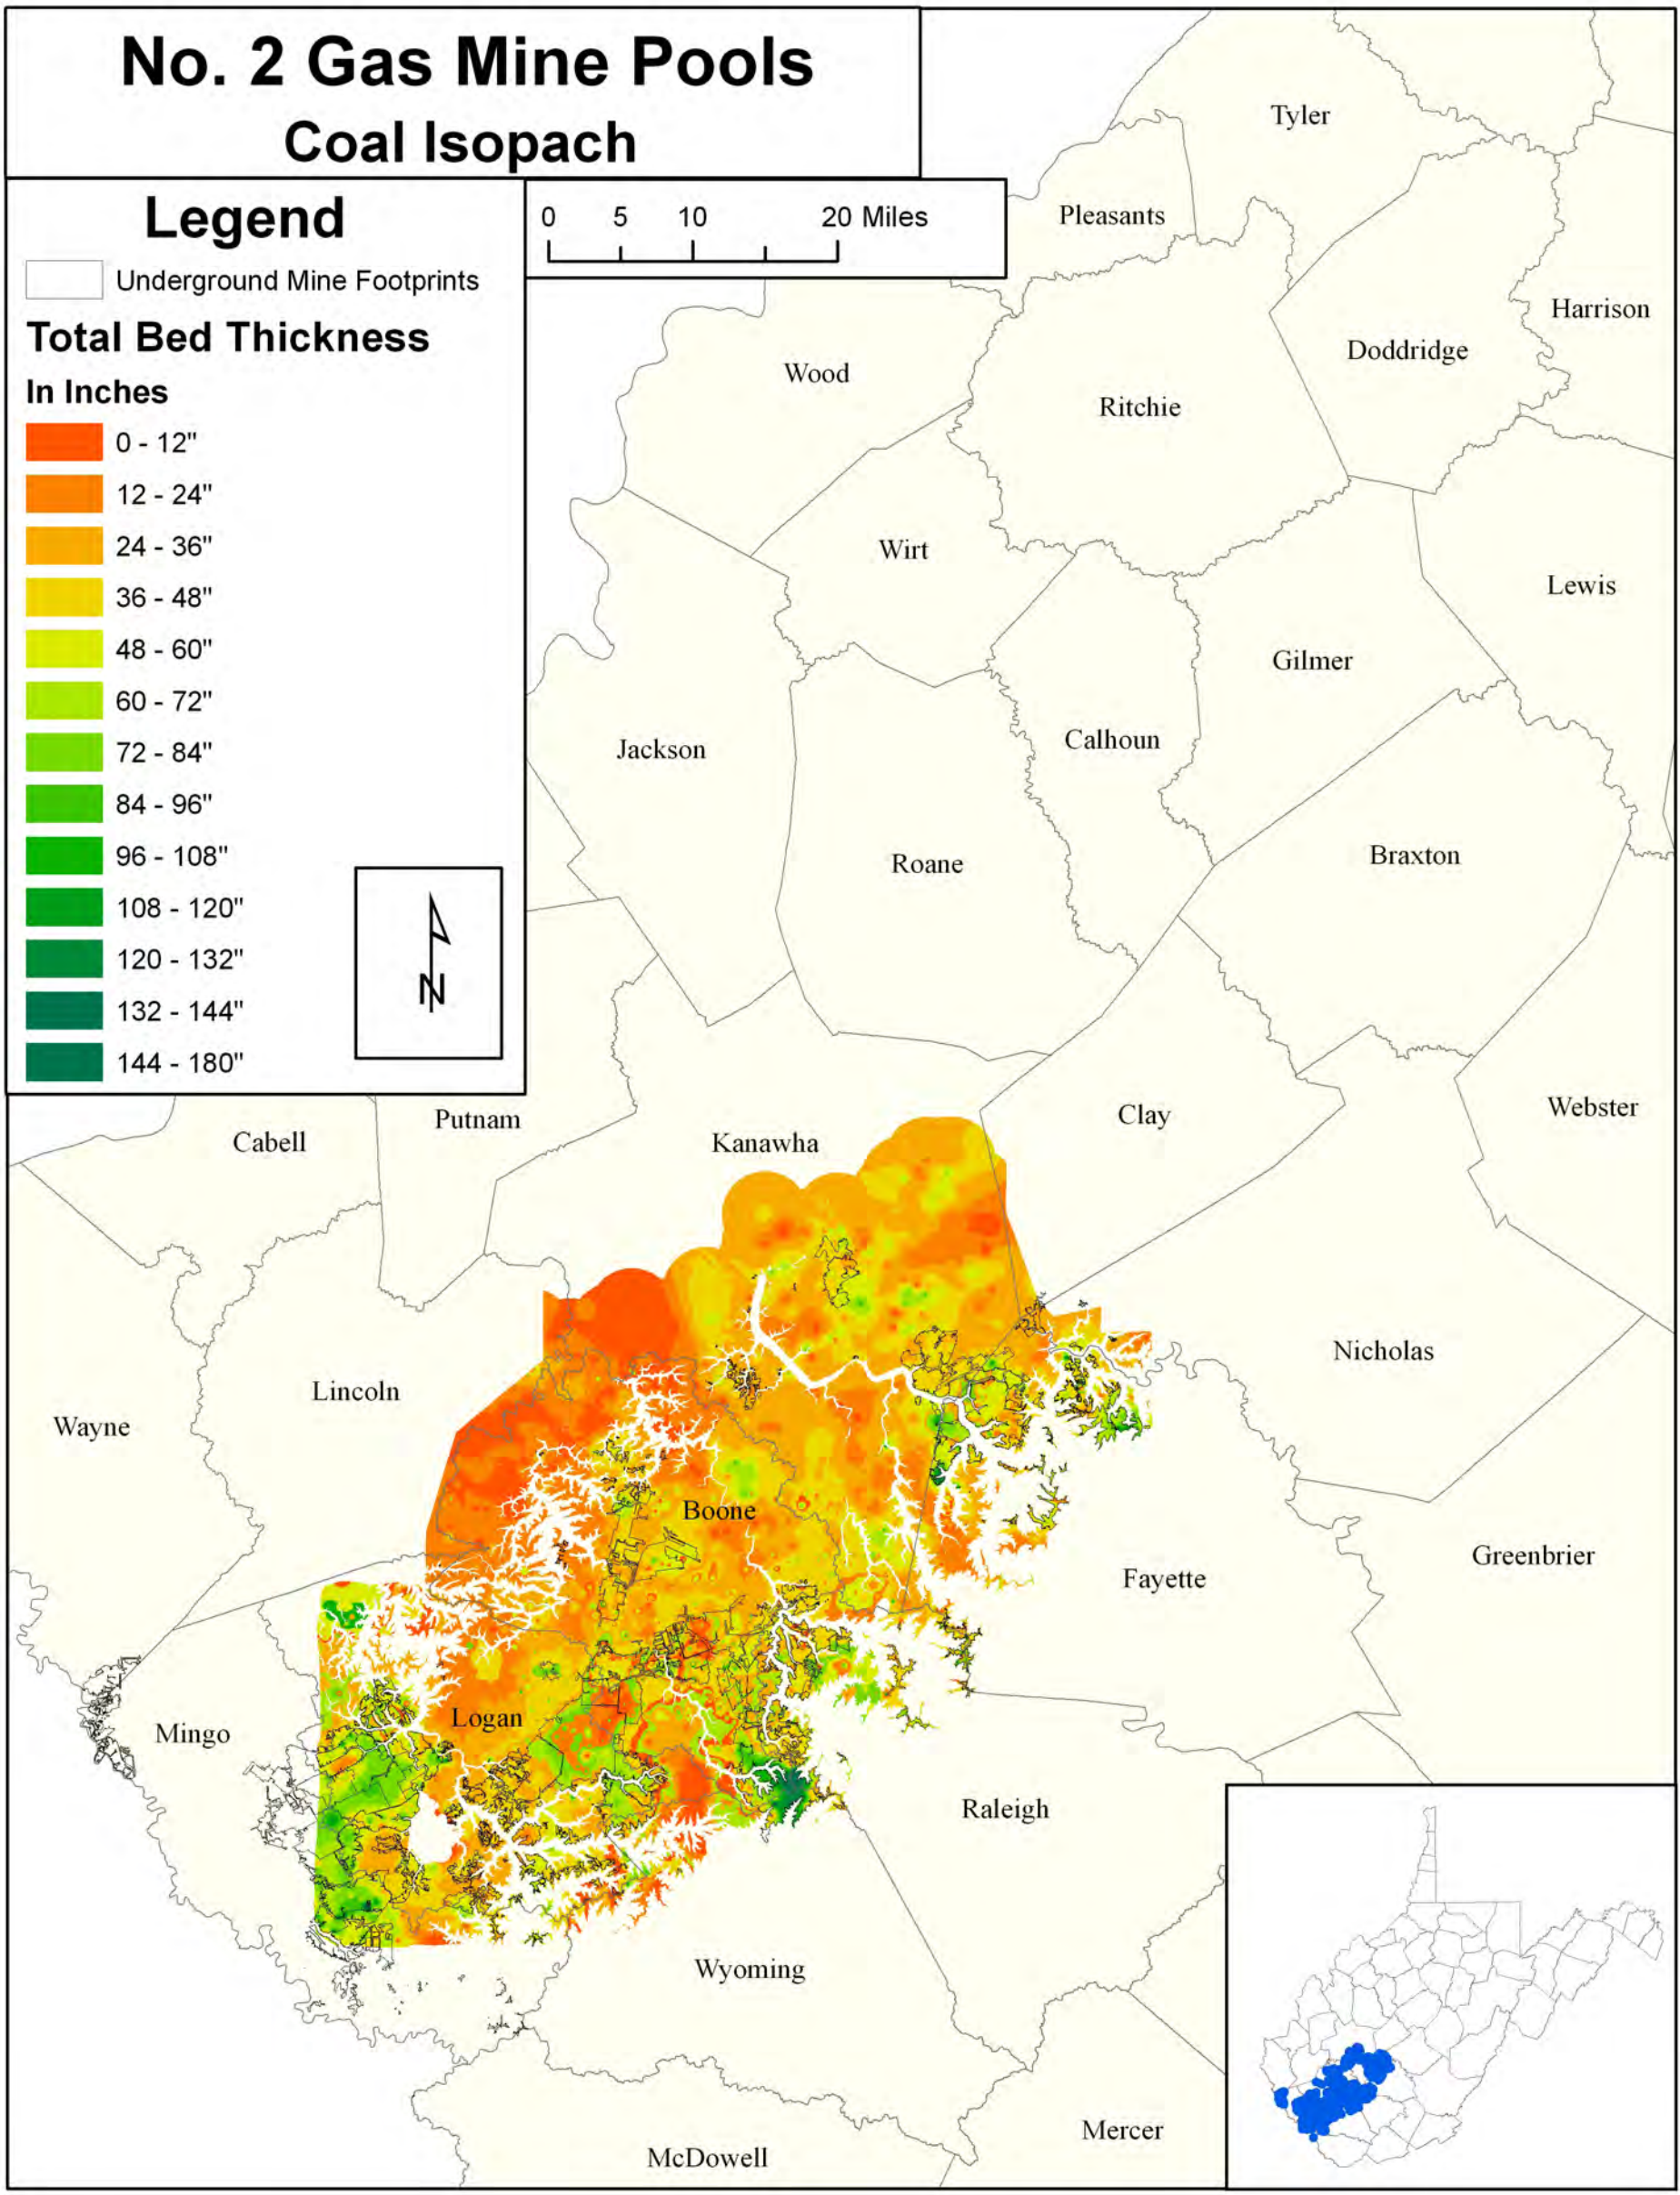 No. 2 Gas Mine Pools
Coal Isopach
Legend
Underground Mine Footprints
Total Bed Thickness
In Inches
0 - 12"
12 - 24"
24 - 36"
36 - 48"
48 - 60"
60 - 72"
72 - 84"
84 - 96"
96 - 108"
108 - 120"
120 - 132"
132 - 144"
144 - 180"
N
0 5 10 20 Miles
Tyler
Pleasants
Harrison
Doddridge
Wood
Ritchie
Wirt
Lewis
Gilmer
Calhoun
Jackson
Braxton
Roane
Webster
Clay
Putnam
Cabell
Kanawha
Nicholas
Lincoln
Wayne
Boone
Greenbrier
Fayette
Logan
Mingo
Raleigh
Wyoming
Mercer
McDowell